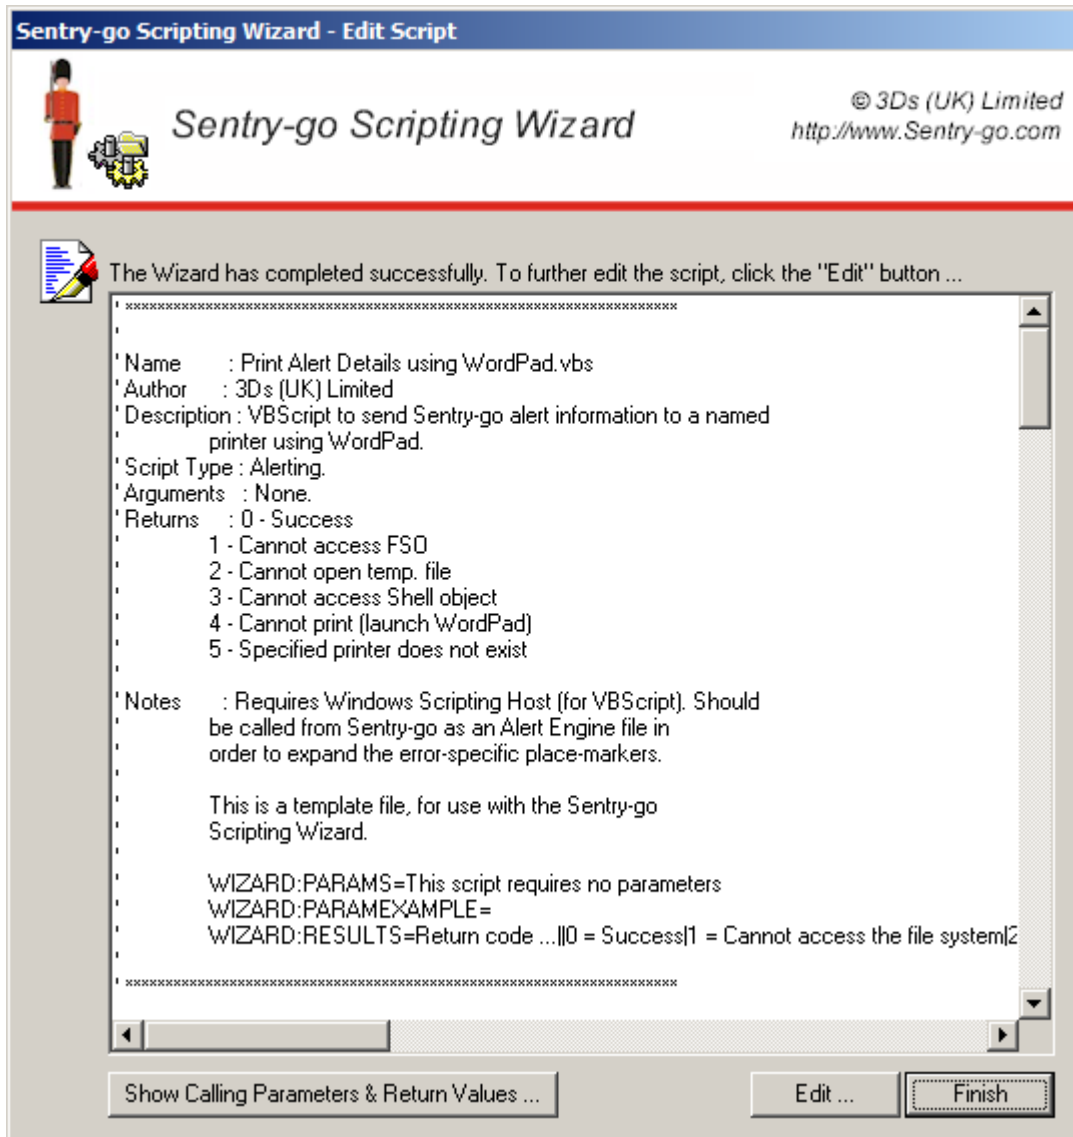 Sentry-go Scripting Wizard - Edit Script
Sentry-go Scripting Wizard
© 3Ds (UK) Limited
http://www.Sentry-go.com
The Wizard has completed successfully. To further edit the script, click the "Edit" button ...
' *********************************************************************
'
' Name : Print Alert Details using WordPad.vbs
' Author : 3Ds (UK) Limited
' Description : VBScript to send Sentry-go alert information to a named
' printer using WordPad.
' Script Type : Alerting.
' Arguments : None.
' Returns : 0 - Success
' 1 - Cannot access FSO
' 2 - Cannot open temp. file
' 3 - Cannot access Shell object
' 4 - Cannot print (launch WordPad)
' 5 - Specified printer does not exist
'
' Notes : Requires Windows Scripting Host (for VBScript). Should
' be called from Sentry-go as an Alert Engine file in
' order to expand the error-specific place-markers.
'
' This is a template file, for use with the Sentry-go
' Scripting Wizard.
'
' WIZARD:PARAMS=This script requires no parameters
' WIZARD:PARAMEXAMPLE=
' WIZARD:RESULTS=Return code ...||0 = Success|1 = Cannot access the file system|2
'
' *********************************************************************
Show Calling Parameters & Return Values ...
Edit ...
Finish